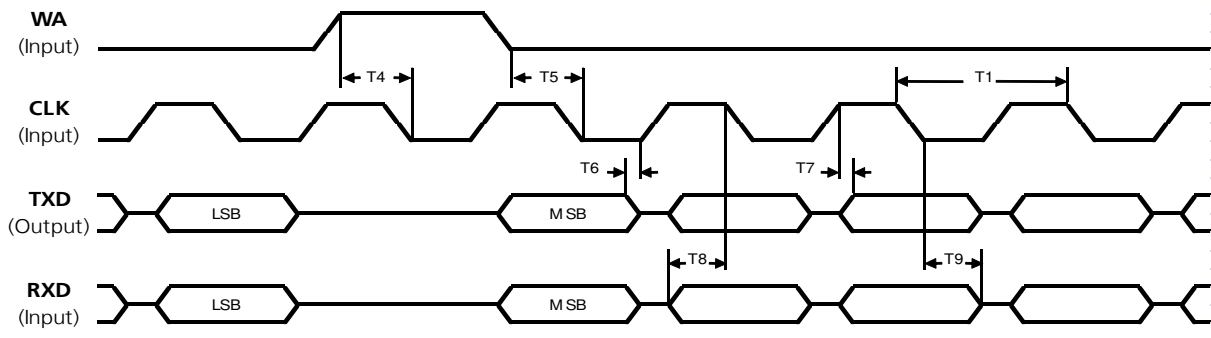 WA
(Input)
T4
T5
T1
CLK
(Input)
T6
T7
TXD
(Output)
LSB
MSB
T8
T9
RXD
(Input)
LSB
MSB